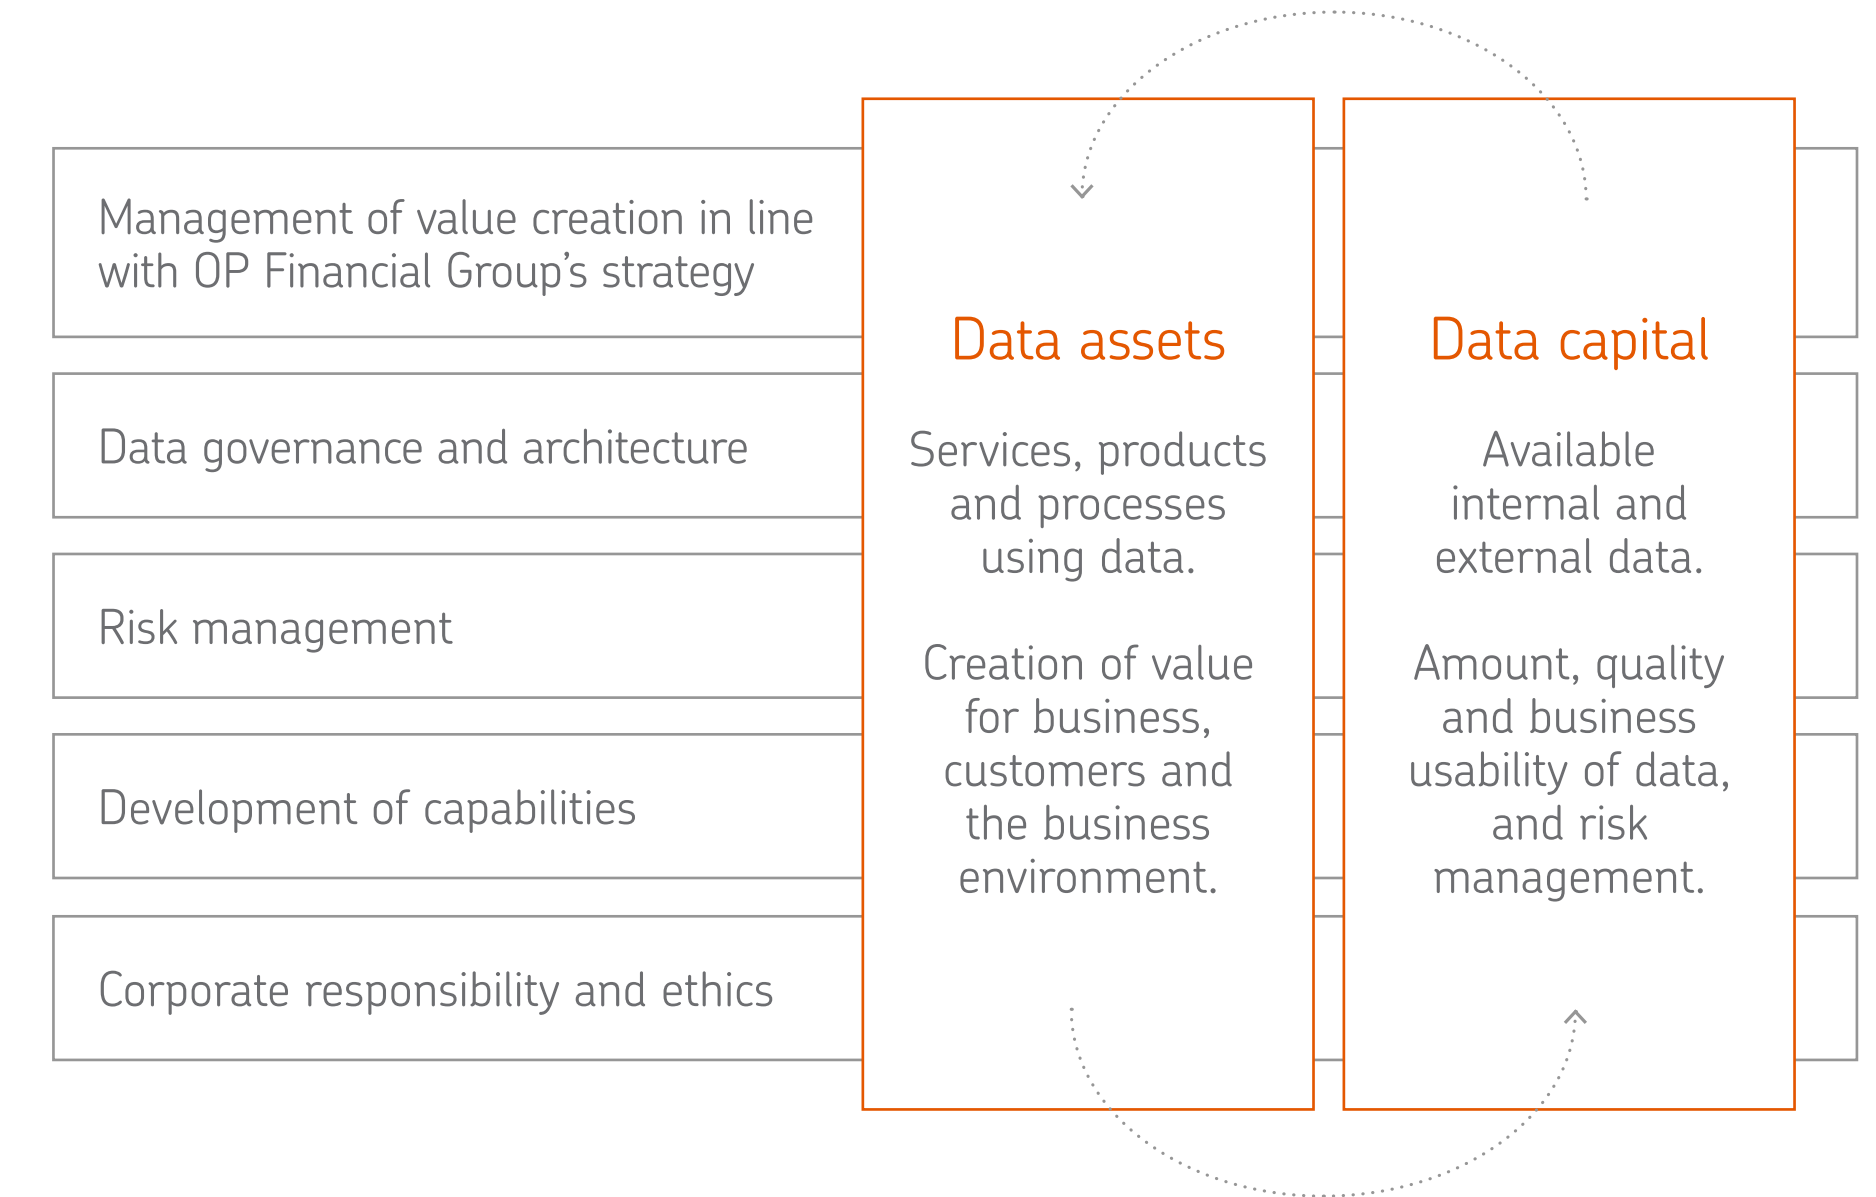 Management of value creation in line
with OP Financial Group’s strategy
Data governance and architecture
Risk management
Development of capabilities
Corporate responsibility and ethics
Data assets
Services, products
and processes
using data.
Creation of value
for business,
customers and
the business
environment.
Data capital
Available
internal and
external data.
Amount, quality
and business
usability of data,
and risk
management.